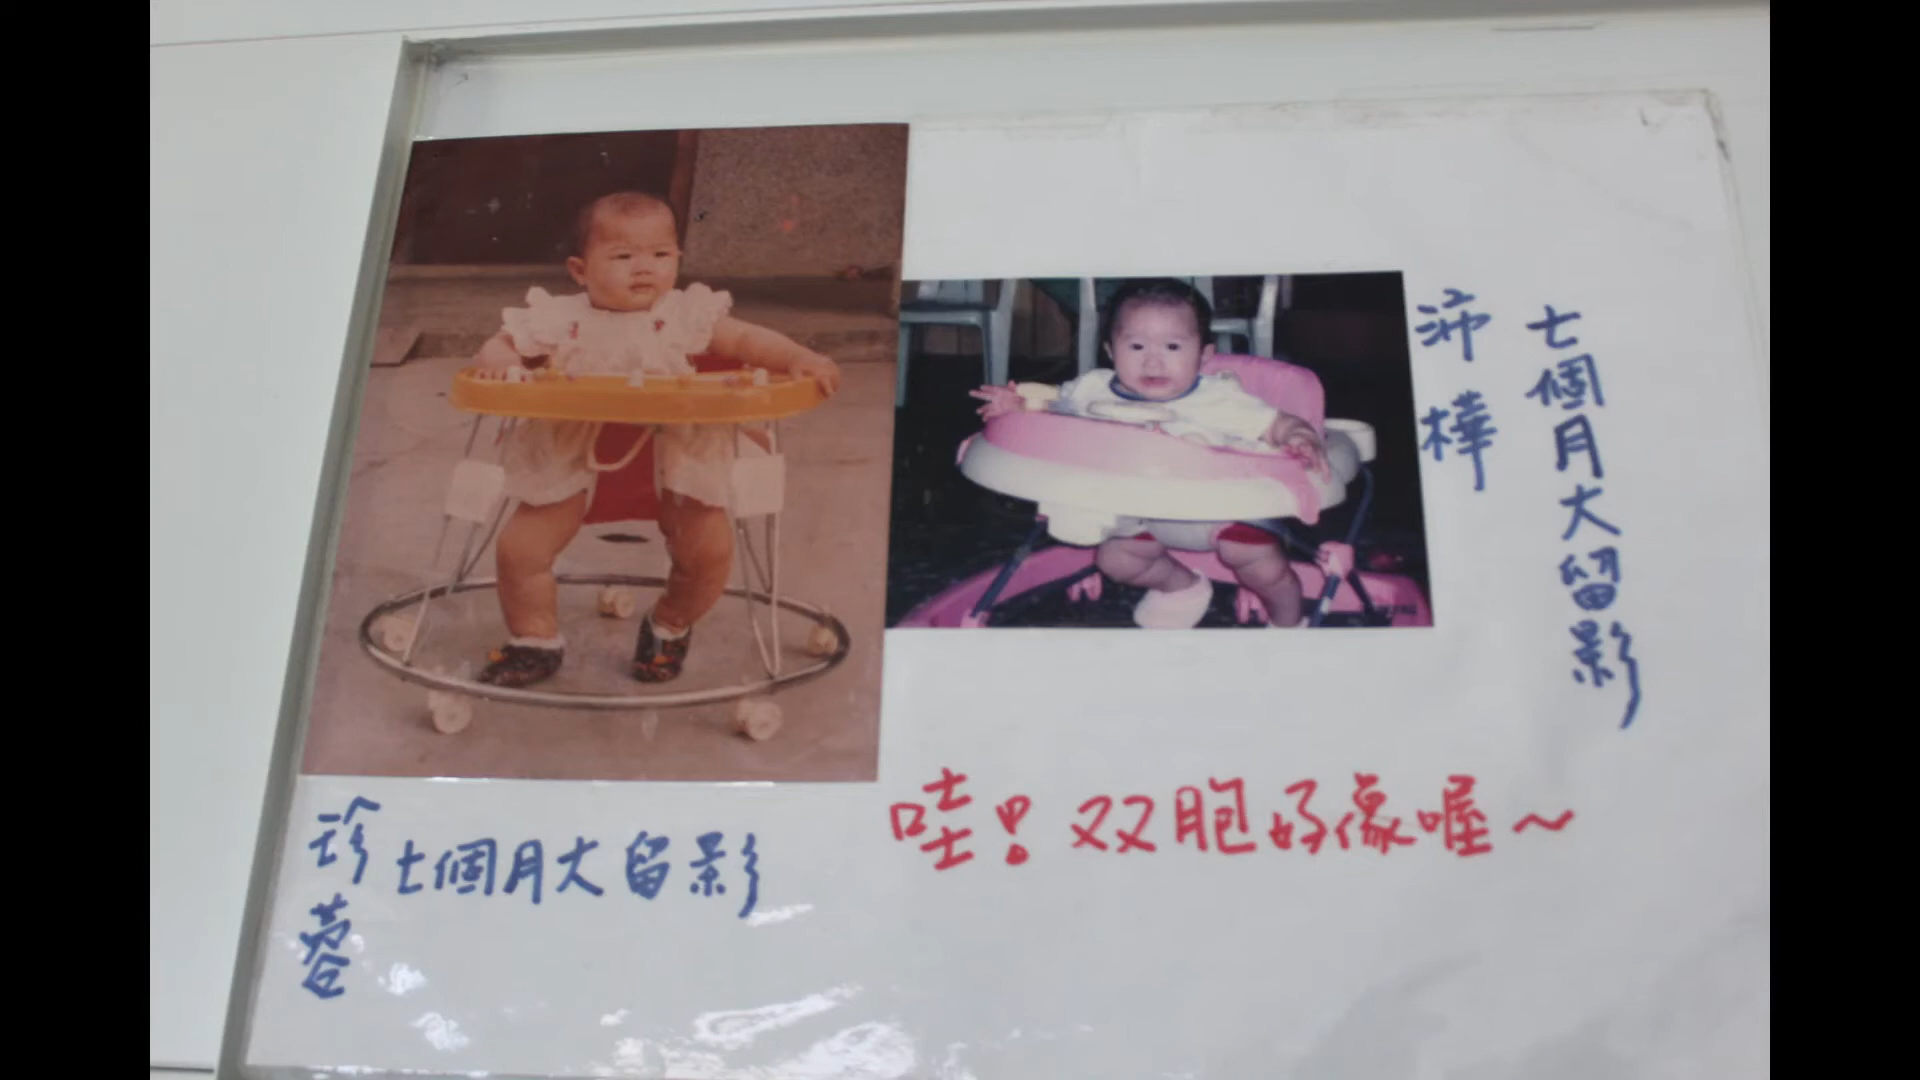 沛樺
七個月大留影
哇！双胞好像喔～
珍蓉
七個月大留影